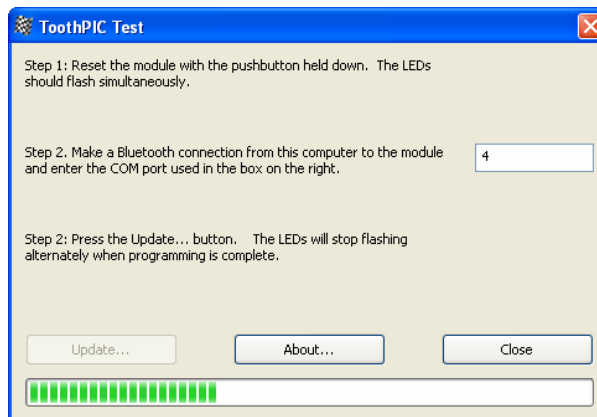 ToothPIC Test
Step 1: Reset the module with the pushbutton held down.  The LEDs
should flash simultaneously.
Step 2. Make a Bluetooth connection from this computer to the module
and enter the COM port used in the box on the right.
4
Step 2: Press the Update... button.   The LEDs will stop flashing
alternately when programming is complete.
Update...
About...
Close